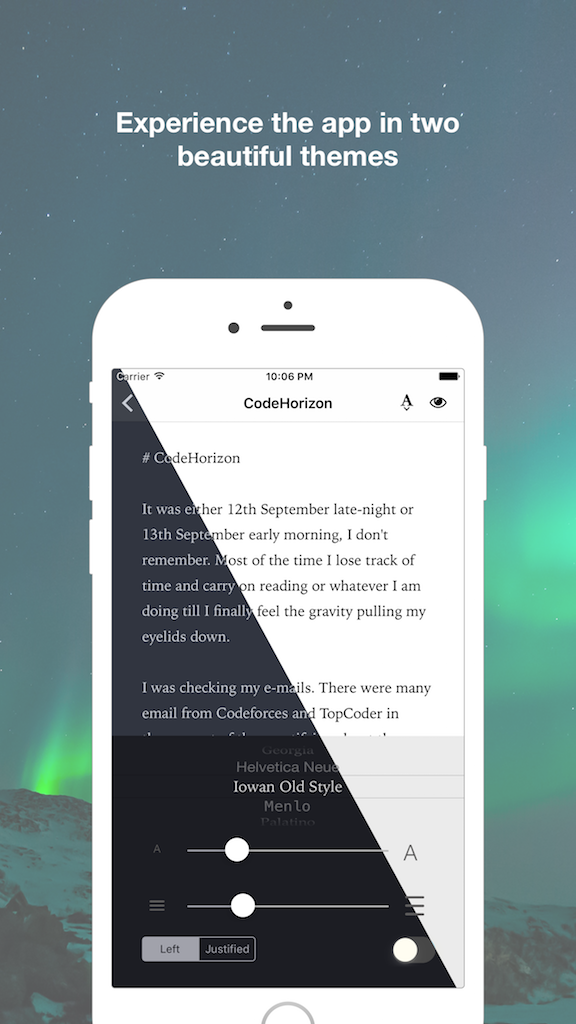 Experience the app in two
beautiful themes
Carrier 10:06 PM
CodeHorizon A
# CodeHorizon
It was either 12th September late-night or
13th September early morning, I don't
remember. Most of the time I lose track of
time and carry on reading or whatever I am
doing till I finally feel the gravity pulling my
eyelids down.
I was checking my e-mails. There were many
email from Codeforces and TopCoder in
Georgia
Helvetica Neue
Iowan Old Style
Menlo
Palatino
A A
Left Justified